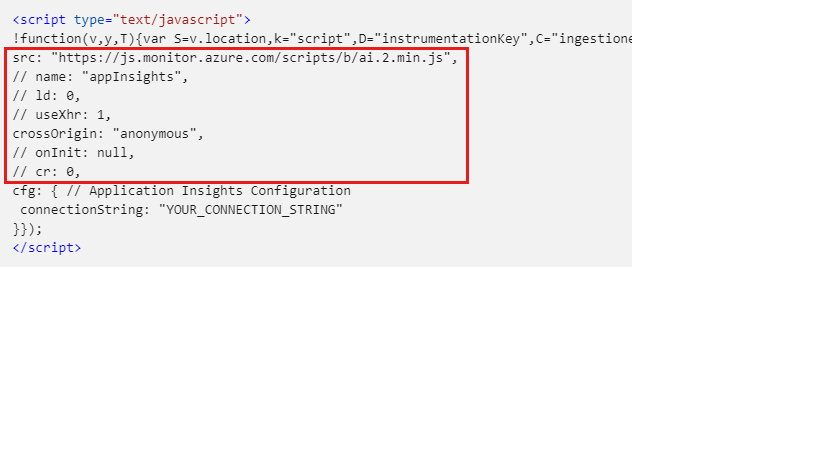 <script type="text/javascript">
!function(v,y,T){var S=v.location,k="script",D="instrumentationKey",C="ingestione
src: "https://js.monitor.azure.com/scripts/b/ai.2.min.js",
// name: "appInsights",
// ld: 0,
// useXhr: 1,
crossOrigin: "anonymous",
// onInit: null,
// cr: 0,
cfg: { // Application Insights Configuration
 connectionString: "YOUR_CONNECTION_STRING"
}});
</script>